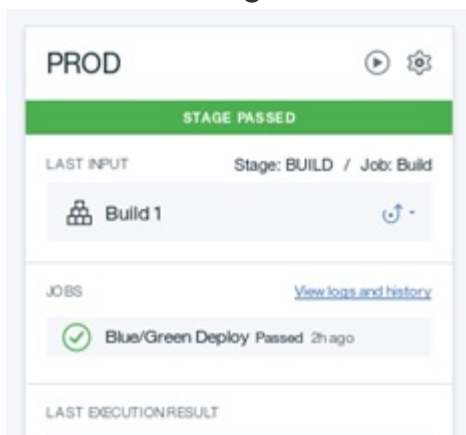 PROD
STAGE PASSED
LAST INPUT Stage: BUILD / Job: Build
Build 1
JOBS View logs and history
Blue/Green Deploy Passed 2h ago
LAST EXECUTION RESULT